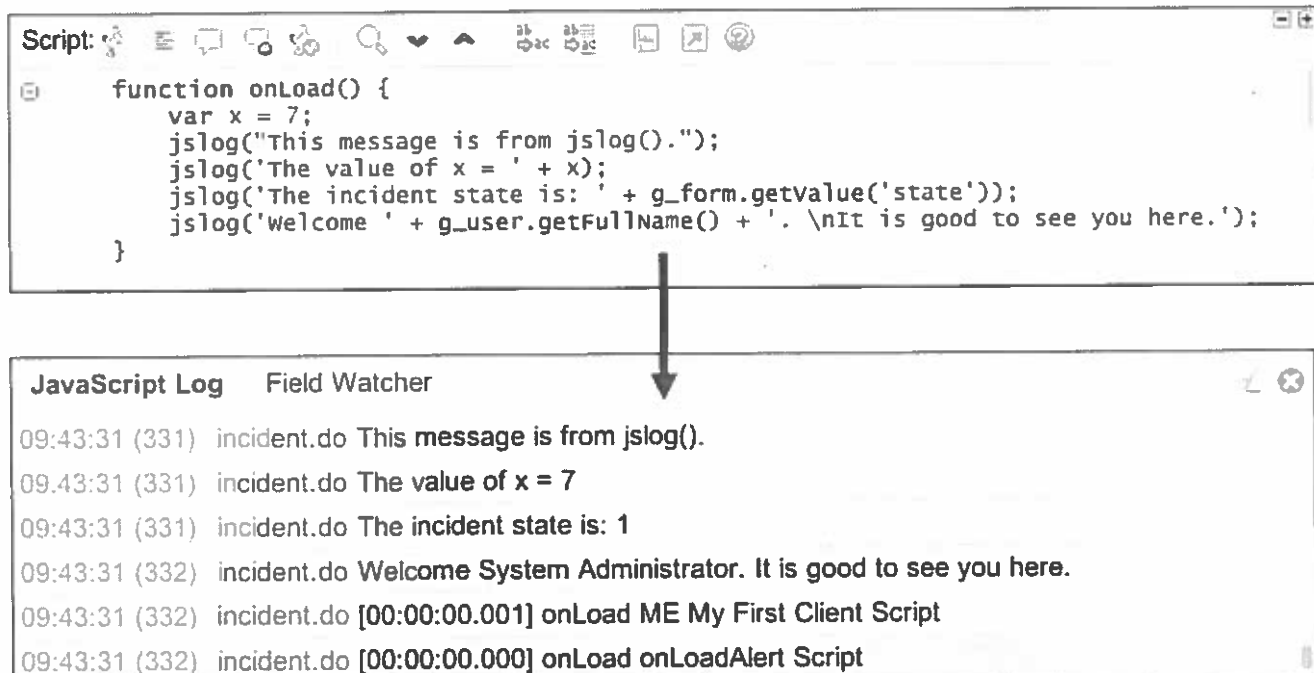 Script:
function onLoad() {
var x = 7;
jslog("This message is from jslog().");
jslog('The value of x = ' + x);
jslog('The incident state is: ' + g_form.getValue('state'));
jslog('Welcome ' + g_user.getFullName() + '. \nIt is good to see you here.');
}
JavaScript Log Field Watcher
09:43:31 (331) incident.do This message is from jslog().
09.43:31 (331) incident.do The value of x = 7
09:43:31 (331) incident.do The incident state is: 1
09:43:31 (332) incident.do Welcome System Administrator. It is good to see you here.
09:43:31 (332) incident.do [00:00:00.001] onLoad ME My First Client Script
09:43:31 (332) incident.do [00:00:00.000] onLoad onLoadAlert Script